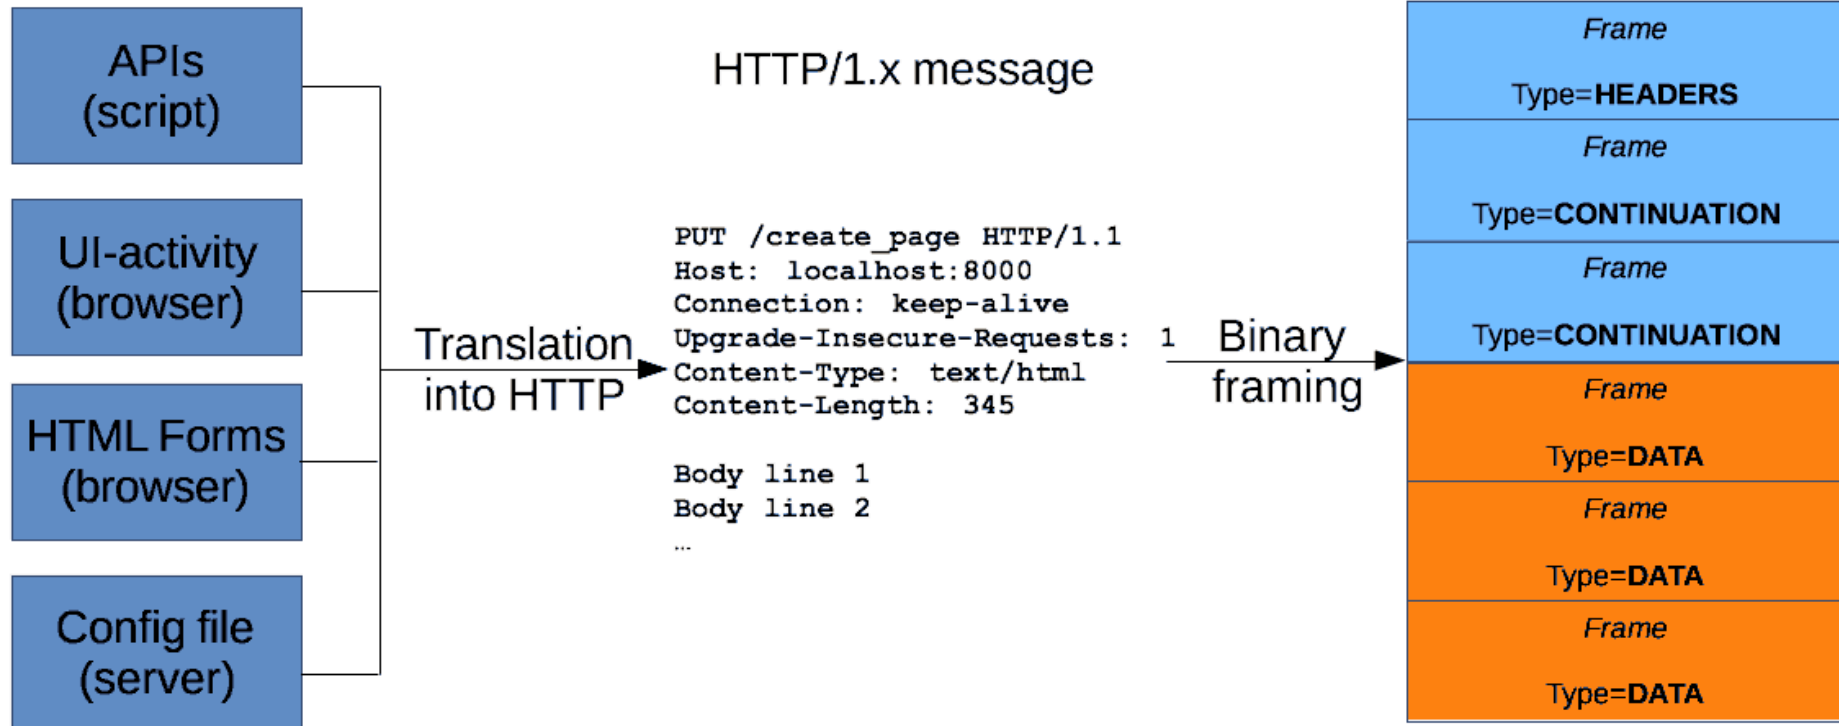 APIs
(script)
UI-activity
(browser)
HTML Forms
(browser)
Config file
(server)
Translation
into HTTP
HTTP/1.x message
PUT /create_page HTTP/1.1
Host: localhost:8000
Connection: keep-alive
Upgrade-Insecure-Requests: 1
Content-Type: text/html
Content-Length: 345
Body line 1
Body line 2
...
Binary
framing
Frame
Type=HEADERS
Frame
Type=CONTINUATION
Frame
Type=CONTINUATION
Frame
Type=DATA
Frame
Type=DATA
Frame
Type=DATA